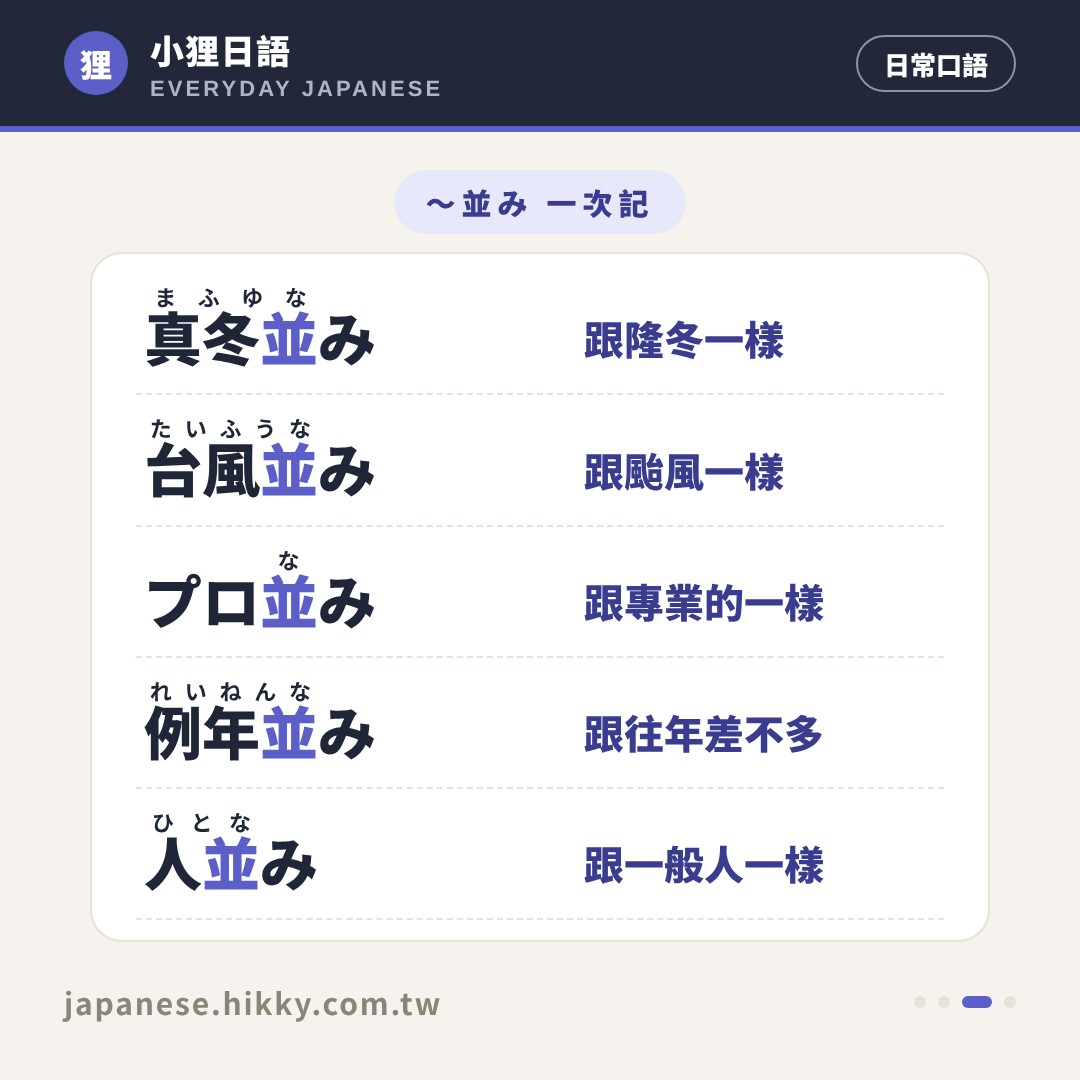 狸
小狸日語
EVERYDAY JAPANESE
日常口語
〜並み 一次記
まふゆな
真冬並み
跟隆冬一樣
たいふうな
台風並み
跟颱風一樣
な
プロ並み
跟專業的一樣
れいねんな
例年並み
跟往年差不多
ひとな
人並み
跟一般人一樣
japanese.hikky.com.tw